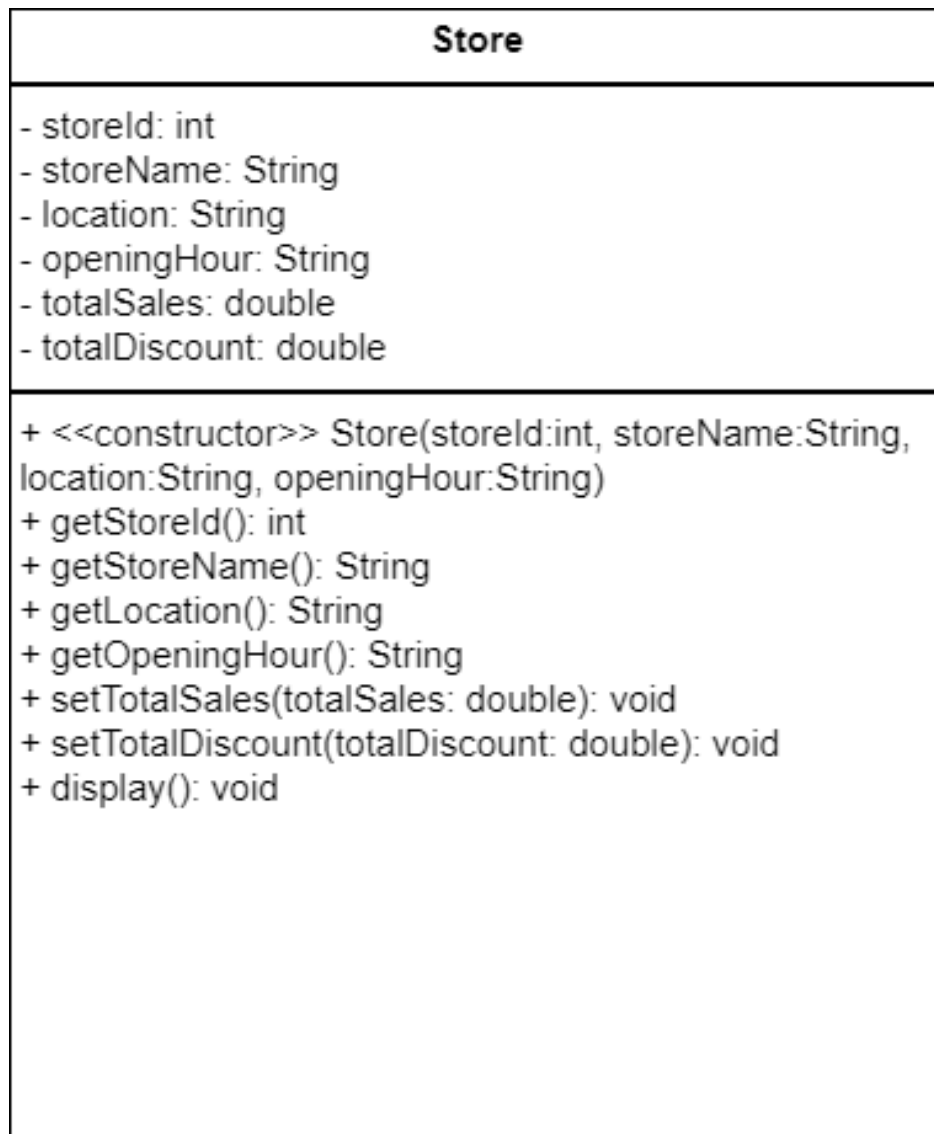 Store
- storeId: int
- storeName: String
- location: String
- openingHour: String
- totalSales: double
- totalDiscount: double
+ <<constructor>> Store(storeId:int, storeName:String,
location:String, openingHour:String)
+ getStoreId(): int
+ getStoreName(): String
+ getLocation(): String
+ getOpeningHour(): String
+ setTotalSales(totalSales: double): void
+ setTotalDiscount(totalDiscount: double): void
+ display(): void